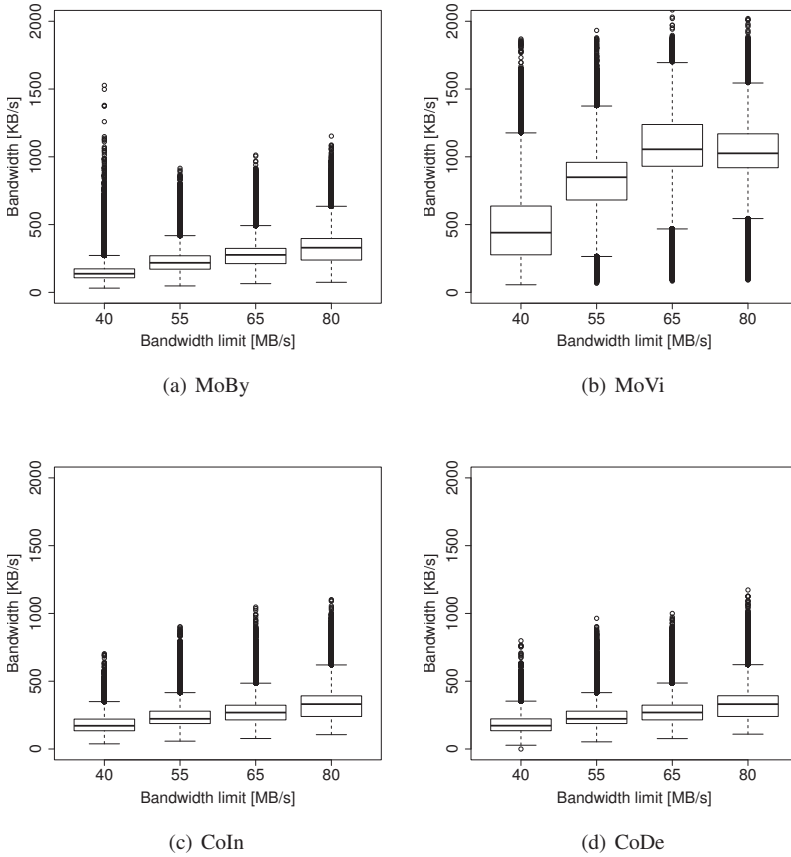 2000
1500
1000
500
0
Bandwidth [KB/s]
40 55 65 80
Bandwidth limit [MB/s]
(a) MoBy
2000
1500
1000
500
0
Bandwidth [KB/s]
40 55 65 80
Bandwidth limit [MB/s]
(b) MoVi
2000
1500
1000
500
0
Bandwidth [KB/s]
40 55 65 80
Bandwidth limit [MB/s]
(c) CoIn
2000
1500
1000
500
0
Bandwidth [KB/s]
40 55 65 80
Bandwidth limit [MB/s]
(d) CoDe